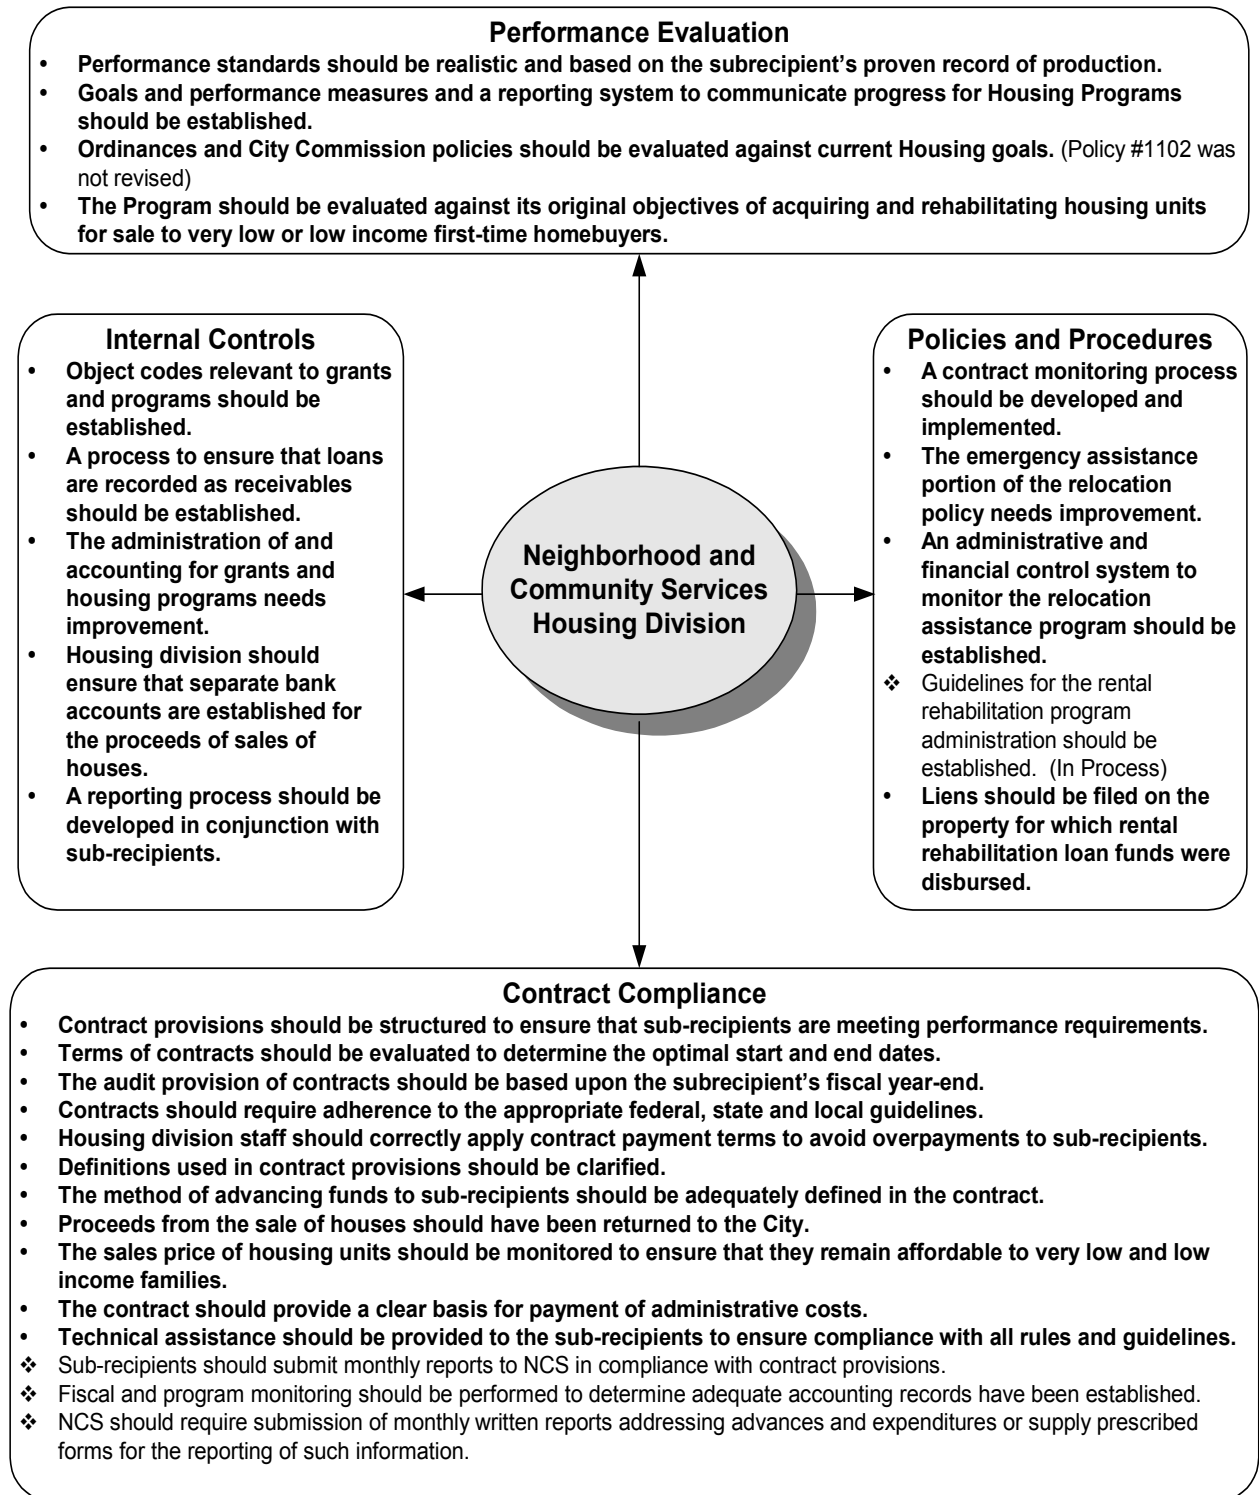 Performance Evaluation
• Performance standards should be realistic and based on the subrecipient's proven record of production.
• Goals and performance measures and a reporting system to communicate progress for Housing Programs
should be established.
• Ordinances and City Commission policies should be evaluated against current Housing goals. (Policy #1102 was
not revised)
• The Program should be evaluated against its original objectives of acquiring and rehabilitating housing units
for sale to very low or low income first-time homebuyers.
Internal Controls
• Object codes relevant to grants
and programs should be
established.
• A process to ensure that loans
are recorded as receivables
should be established.
• The administration of and
accounting for grants and
housing programs needs
improvement.
• Housing division should
ensure that separate bank
accounts are established for
the proceeds of sales of
houses.
• A reporting process should be
developed in conjunction with
sub-recipients.
Neighborhood and
Community Services
Housing Division
Policies and Procedures
• A contract monitoring process
should be developed and
implemented.
• The emergency assistance
portion of the relocation
policy needs improvement.
• An administrative and
financial control system to
monitor the relocation
assistance program should be
established.
❖ Guidelines for the rental
rehabilitation program
administration should be
established. (In Process)
• Liens should be filed on the
property for which rental
rehabilitation loan funds were
disbursed.
Contract Compliance
• Contract provisions should be structured to ensure that sub-recipients are meeting performance requirements.
• Terms of contracts should be evaluated to determine the optimal start and end dates.
• The audit provision of contracts should be based upon the subrecipient's fiscal year-end.
• Contracts should require adherence to the appropriate federal, state and local guidelines.
• Housing division staff should correctly apply contract payment terms to avoid overpayments to sub-recipients.
• Definitions used in contract provisions should be clarified.
• The method of advancing funds to sub-recipients should be adequately defined in the contract.
• Proceeds from the sale of houses should have been returned to the City.
• The sales price of housing units should be monitored to ensure that they remain affordable to very low and low
income families.
• The contract should provide a clear basis for payment of administrative costs.
• Technical assistance should be provided to the sub-recipients to ensure compliance with all rules and guidelines.
❖ Sub-recipients should submit monthly reports to NCS in compliance with contract provisions.
❖ Fiscal and program monitoring should be performed to determine adequate accounting records have been established.
❖ NCS should require submission of monthly written reports addressing advances and expenditures or supply prescribed
forms for the reporting of such information.